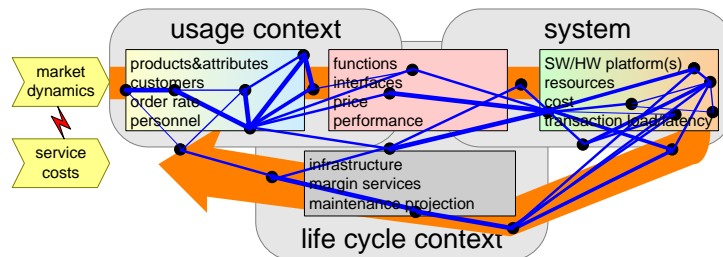 usage context
system
market
dynamics
products&attributes
customers
order rate
personnel
functions
interfaces
price
performance
SW/HW platform(s)
resources
cost
transaction load/latency
service
costs
infrastructure
margin services
maintenance projection
life cycle context